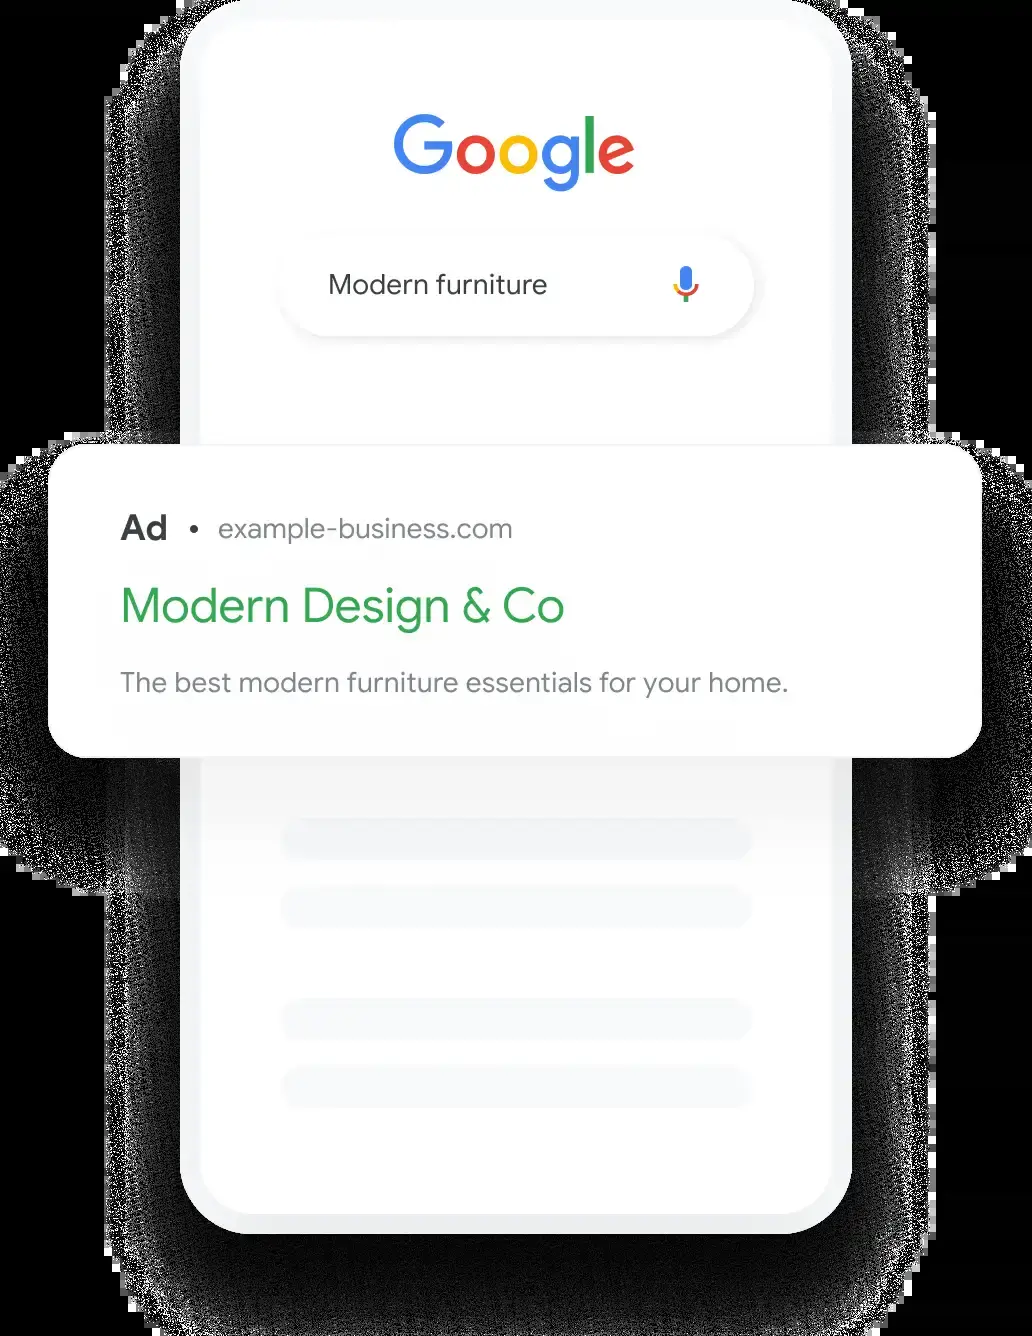 Google
Modern furniture
Ad • example-business.com
Modern Design & Co
The best modern furniture essentials for your home.